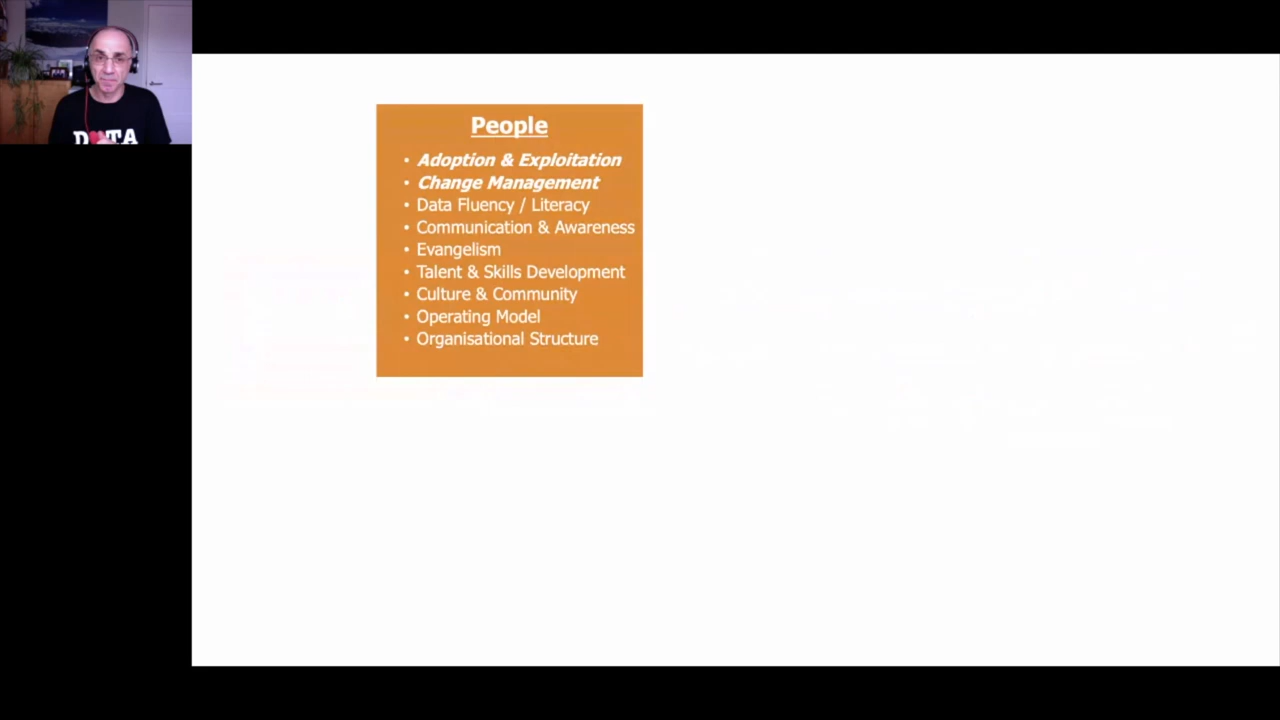 D TA
People
• Adoption & Exploitation
• Change Management
• Data Fluency / Literacy
• Communication & Awareness
• Evangelism
• Talent & Skills Development
• Culture & Community
• Operating Model
• Organisational Structure